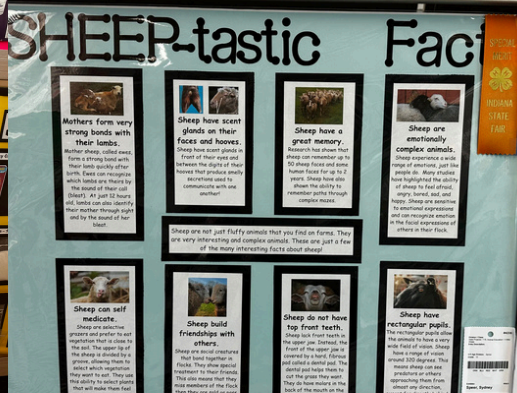 SHEEP-tastic Fact
SPECIAL
INDIANA
STATE
FAIR
Mothers form very
strong bonds with
their lambs.
Mother sheep, called ewes,
form a strong bond with
their lamb quickly after
birth. Ewes can recognize
which lambs are theirs by
the sound of their call
(bleat). At just 12 hours
old, lambs can also identify
their mother through sight
and by the sound of her
bleat.
Sheep have scent
glands on their
faces and hooves.
Sheep have scent glands in
front of their eyes and
between the digits of their
hooves that produce smelly
secretions used to
communicate with one
another!
Sheep have a
great memory.
Research has shown that
sheep can remember up to
50 sheep faces and some
human faces for up to 2
years. Sheep have also
shown the ability to
remember paths through
complex mazes.
Sheep are
emotionally
complex animals.
Sheep experience a wide
range of emotions, just like
people do. Many studies
have highlighted the ability
of sheep to feel afraid,
angry, bored, sad, and
happy. Sheep are sensitive
to emotional expressions
and can recognize emotion
in the facial expressions of
others in their flock.
Sheep are not just fluffy animals that you find on farms. They
are very interesting and complex animals. These are just a few
of the many interesting facts about sheep!
Sheep can self
medicate.
Sheep are selective
grazers and prefer to eat
vegetation that is close to
the soil. The upper lip of
the sheep is divided by a
groove, allowing them to
select which vegetation
they want to eat. They use
this ability to select plants
that will make them feel
Sheep build
friendships with
others.
Sheep are social creatures
that band together in
flocks. They show special
treatment to their friends.
This also means that they
miss members of the flock
Sheep do not have
top front teeth.
Sheep lack front teeth in
the upper jaw. Instead, the
front of the upper jaw is
covered by a hard, fibrous
pad called a dental pad. The
dental pad helps them to
cut the grass they want.
They do have molars in the
back of the mouth on the
Sheep have
rectangular pupils.
The rectangular pupils allow
the animals to have a very
wide field of vision. Sheep
have a range of vision
around 320 degrees. This
means sheep can see
predators or others
approaching them from
almost any direction,
Speer, Sydney